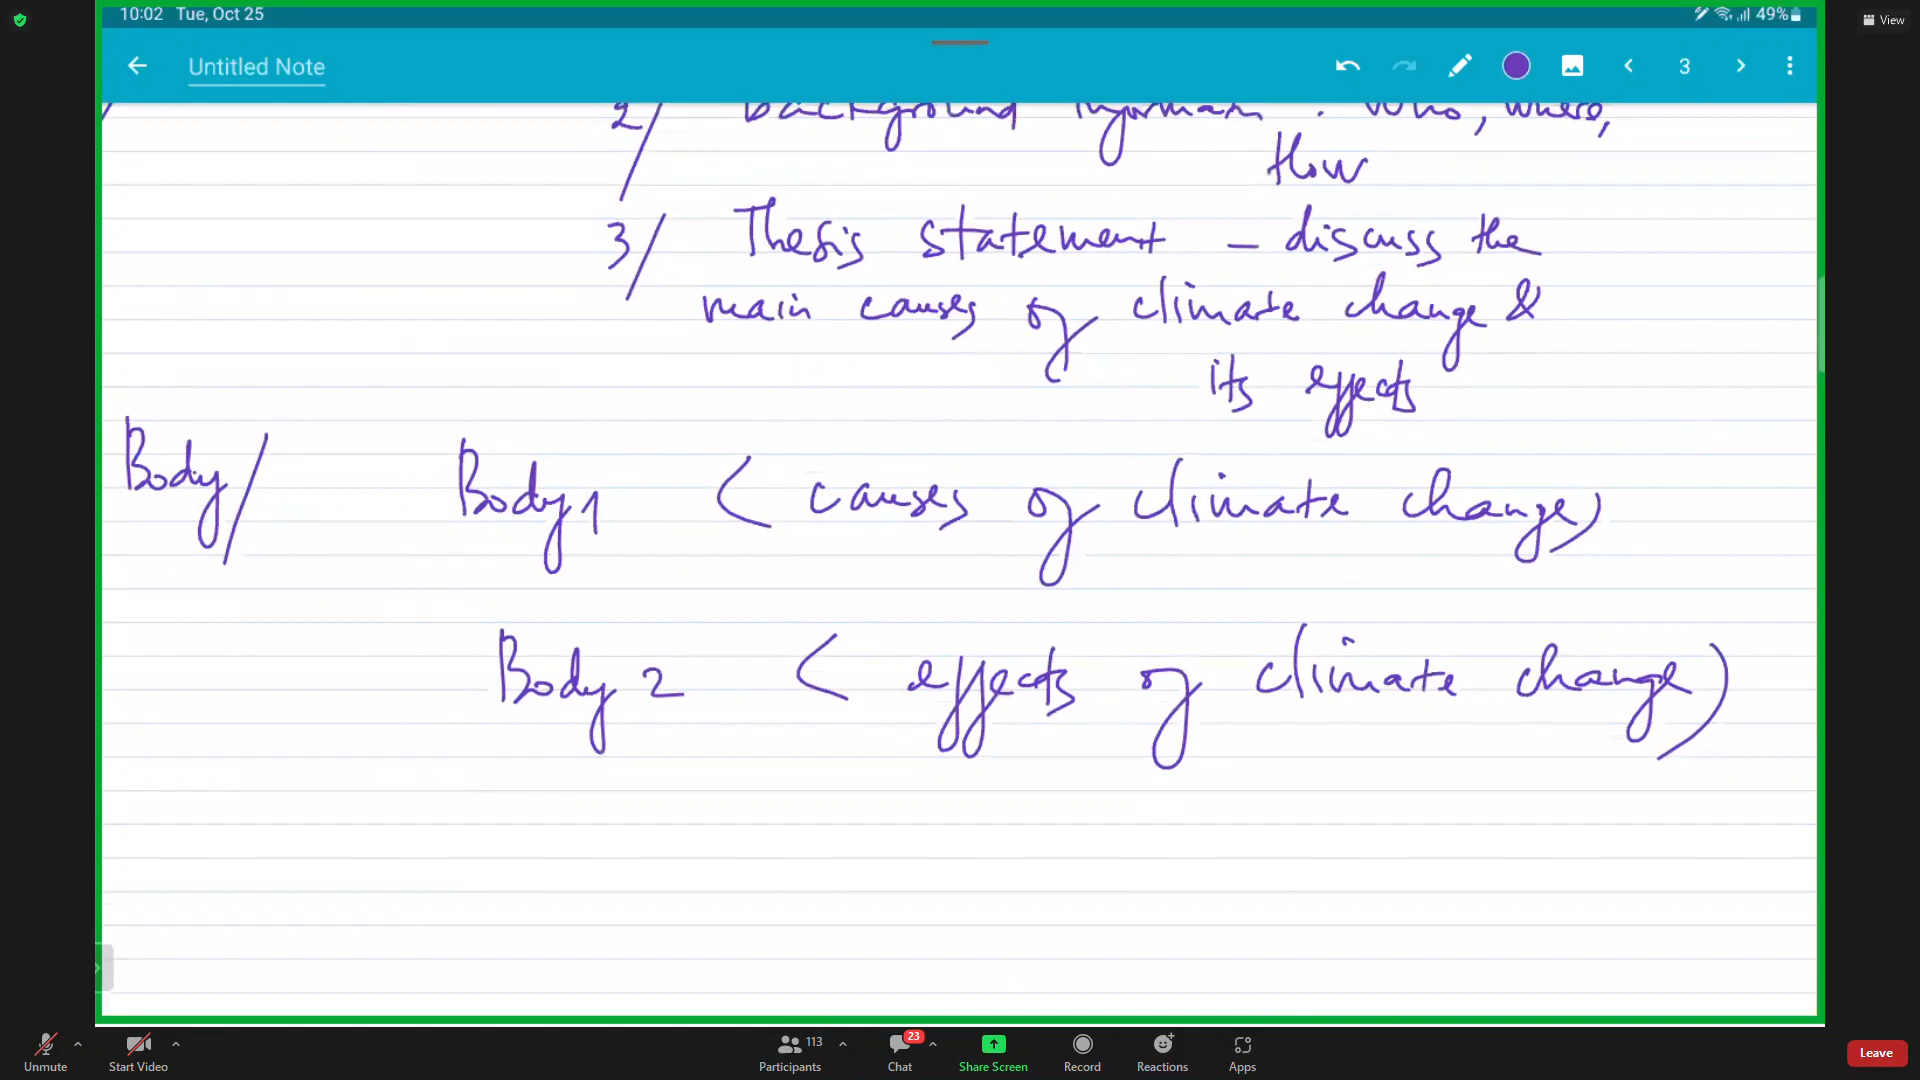 10:02 Tue, Oct 25
49%
View
Untitled Note
3
2/ background informan . Who, where,
How
3/ Thesis statement – discuss the
main causes of climate change &
its effects
Body/ Body 1 ( causes of climate change)
Body 2 ( effects of climate change)
Unmute
Start Video
113
Participants
23
Chat
Share Screen
Record
Reactions
Apps
Leave